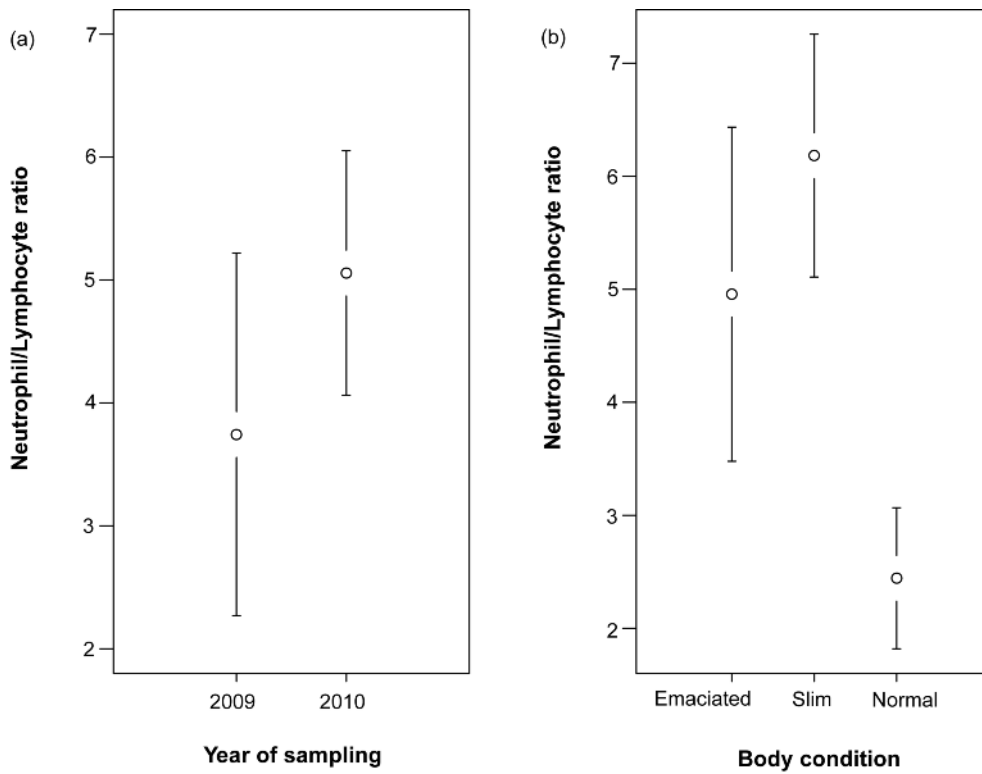 (a)
Neutrophil/Lymphocyte ratio
7
6
5
4
3
2
2009 2010
Year of sampling
(b)
Neutrophil/Lymphocyte ratio
7
6
5
4
3
2
Emaciated Slim Normal
Body condition